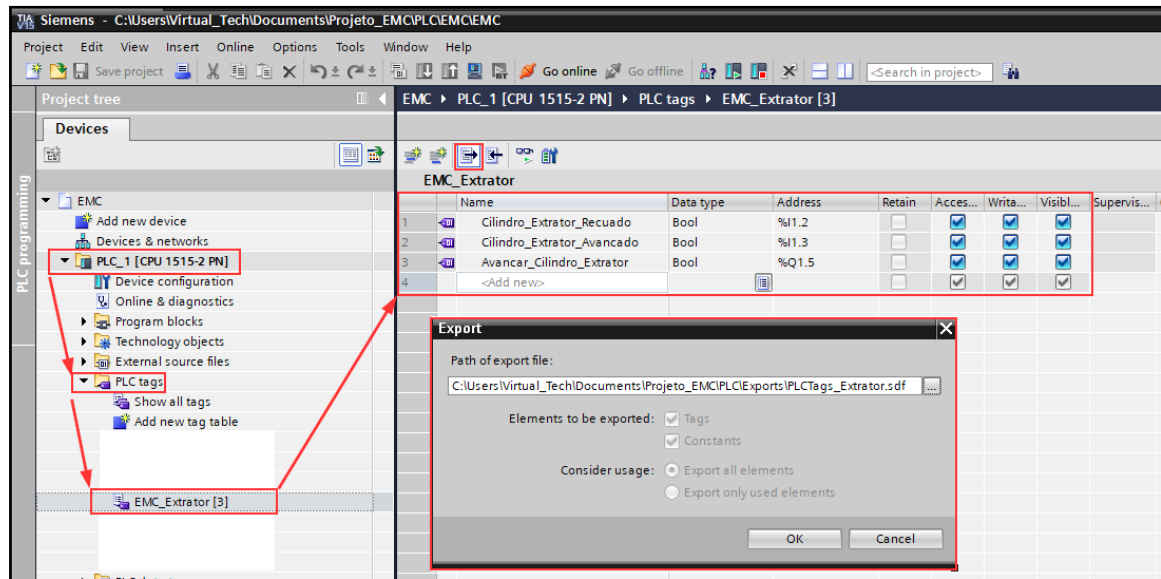 Siemens - C:\Users\Virtual_Tech\Documents\Projeto_EMC\PLC\EMC\EMC
Project Edit View Insert Online Options Tools Window Help
Save project Go online Go offline <Search in project>
Project tree
EMC PLC_1 [CPU 1515-2 PN] PLC tags EMC_Extrator [3]
Devices
PLC programming
EMC_Extrator
Name Data type Address Retain Acces... Writa... Visibl... Supervis...
1 Cilindro_Extrator_Recuado Bool %I1.2
2 Cilindro_Extrator_Avancado Bool %I1.3
3 Avancar_Cilindro_Extrator Bool %Q1.5
4 <Add new>
EMC
Add new device
Devices & networks
PLC_1 [CPU 1515-2 PN]
Device configuration
Online & diagnostics
Program blocks
Technology objects
External source files
PLC tags
Show all tags
Add new tag table
EMC_Extrator [3]
Export
Path of export file:
C:\Users\Virtual_Tech\Documents\Projeto_EMC\PLC\Exports\PLCTags_Extrator.sdf ...
Elements to be exported: Tags
Constants
Consider usage: Export all elements
Export only used elements
OK Cancel